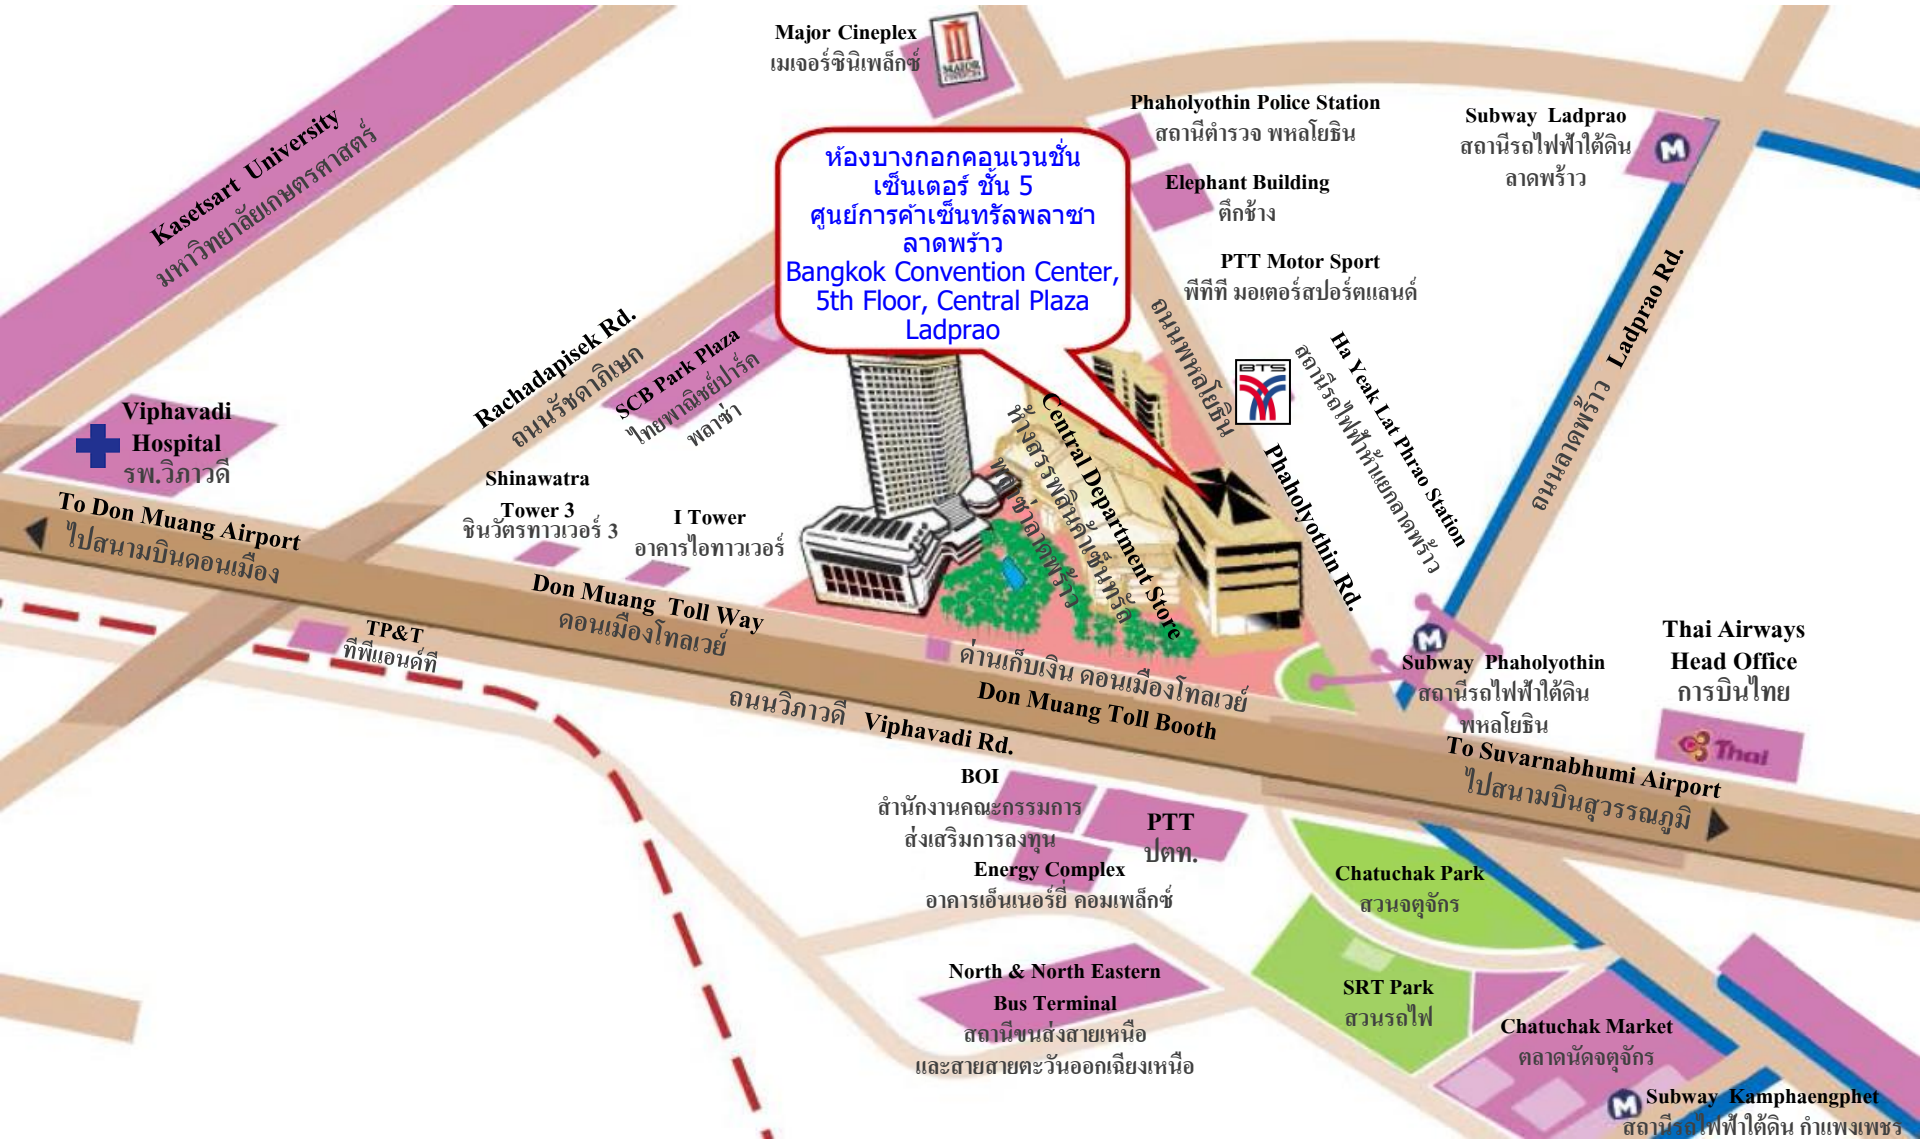 Major Cineplex
เมเจอร์ซินิเพล็กซ์
MAJOR
Phaholyothin Police Station
สถานีตำรวจ พหลโยธิน
Subway Ladprao
สถานีรถไฟฟ้าใต้ดิน
ลาดพร้าว
M
Kasetsart University
มหาวิทยาลัยเกษตรศาสตร์
ห้องบางกอกคอนเวนชั่น
เซ็นเตอร์ ชั้น 5
ศูนย์การค้าเซ็นทรัลพลาซา
ลาดพร้าว
Bangkok Convention Center,
5th Floor, Central Plaza
Ladprao
Elephant Building
ตึกช้าง
PTT Motor Sport
พีทีที มอเตอร์สปอร์ตแลนด์
Rachadapisek Rd.
ถนนรัชดาภิเษก
SCB Park Plaza
ไทยพาณิชย์ปาร์ค
พลาซ่า
ถนนพหลโยธิน
Phaholyothin Rd.
BTS
Ha Yeak Lat Phrao Station
สถานีรถไฟฟ้าห้าแยกลาดพร้าว
ถนนลาดพร้าว Ladprao Rd.
Viphavadi
Hospital
รพ.วิภาวดี
Shinawatra
Tower 3
ชินวัตรทาวเวอร์ 3
I Tower
อาคารไอทาวเวอร์
Central Department Store
ห้างสรรพสินค้าเซ็นทรัล
พลาซ่าลาดพร้าว
To Don Muang Airport
ไปสนามบินดอนเมือง
Don Muang Toll Way
ดอนเมืองโทลเวย์
TP&T
ทีพีแอนด์ที
ด่านเก็บเงิน ดอนเมืองโทลเวย์
Don Muang Toll Booth
ถนนวิภาวดี Viphavadi Rd.
M
Subway Phaholyothin
สถานีรถไฟฟ้าใต้ดิน
พหลโยธิน
Thai Airways
Head Office
การบินไทย
Thai
To Suvarnabhumi Airport
ไปสนามบินสุวรรณภูมิ
BOI
สำนักงานคณะกรรมการ
ส่งเสริมการลงทุน
PTT
ปตท.
Energy Complex
อาคารเอ็นเนอร์ยี่ คอมเพล็กซ์
Chatuchak Park
สวนจตุจักร
North & North Eastern
Bus Terminal
สถานีขนส่งสายเหนือ
และสายสายตะวันออกเฉียงเหนือ
SRT Park
สวนรถไฟ
Chatuchak Market
ตลาดนัดจตุจักร
M
Subway Kamphaengphet
สถานีรถไฟฟ้าใต้ดิน กำแพงเพชร